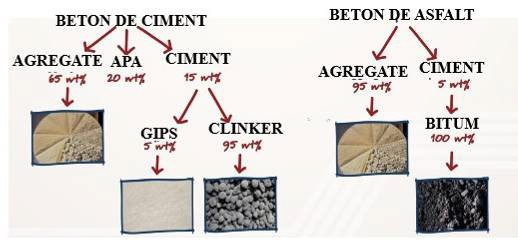 BETON DE CIMENT
AGREGATE APA CIMENT
65 wt% 20 wt% 15 wt%
GIPS CLINKER
5 wt% 95 wt%
BETON DE ASFALT
AGREGATE CIMENT
95 wt% 5 wt%
BITUM
100 wt%